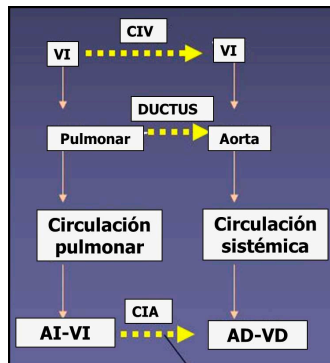 CIV
VI
VI
DUCTUS
Pulmonar
Aorta
Circulación
pulmonar
Circulación
sistémica
CIA
AI-VI
AD-VD